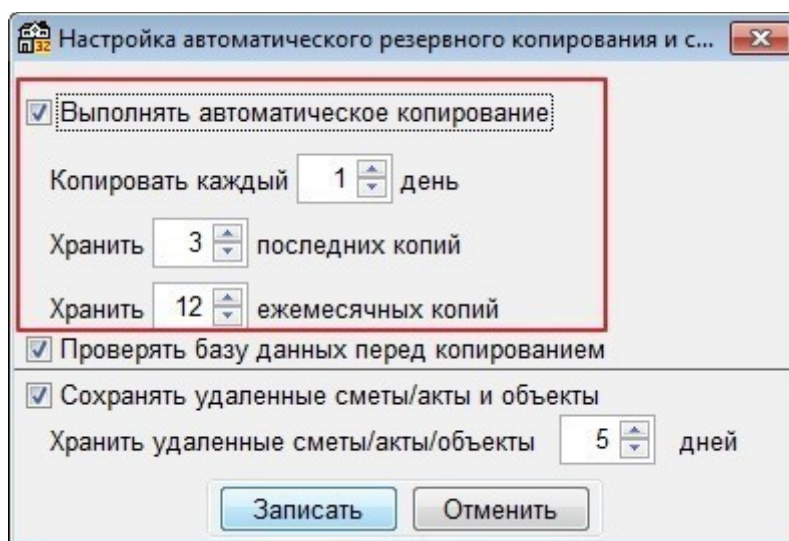 Настройка автоматического резервного копирования и с...
Выполнять автоматическое копирование
Копировать каждый 1 день
Хранить 3 последних копий
Хранить 12 ежемесячных копий
Проверять базу данных перед копированием
Сохранять удаленные сметы/акты и объекты
Хранить удаленные сметы/акты/объекты 5 дней
Записать Отменить